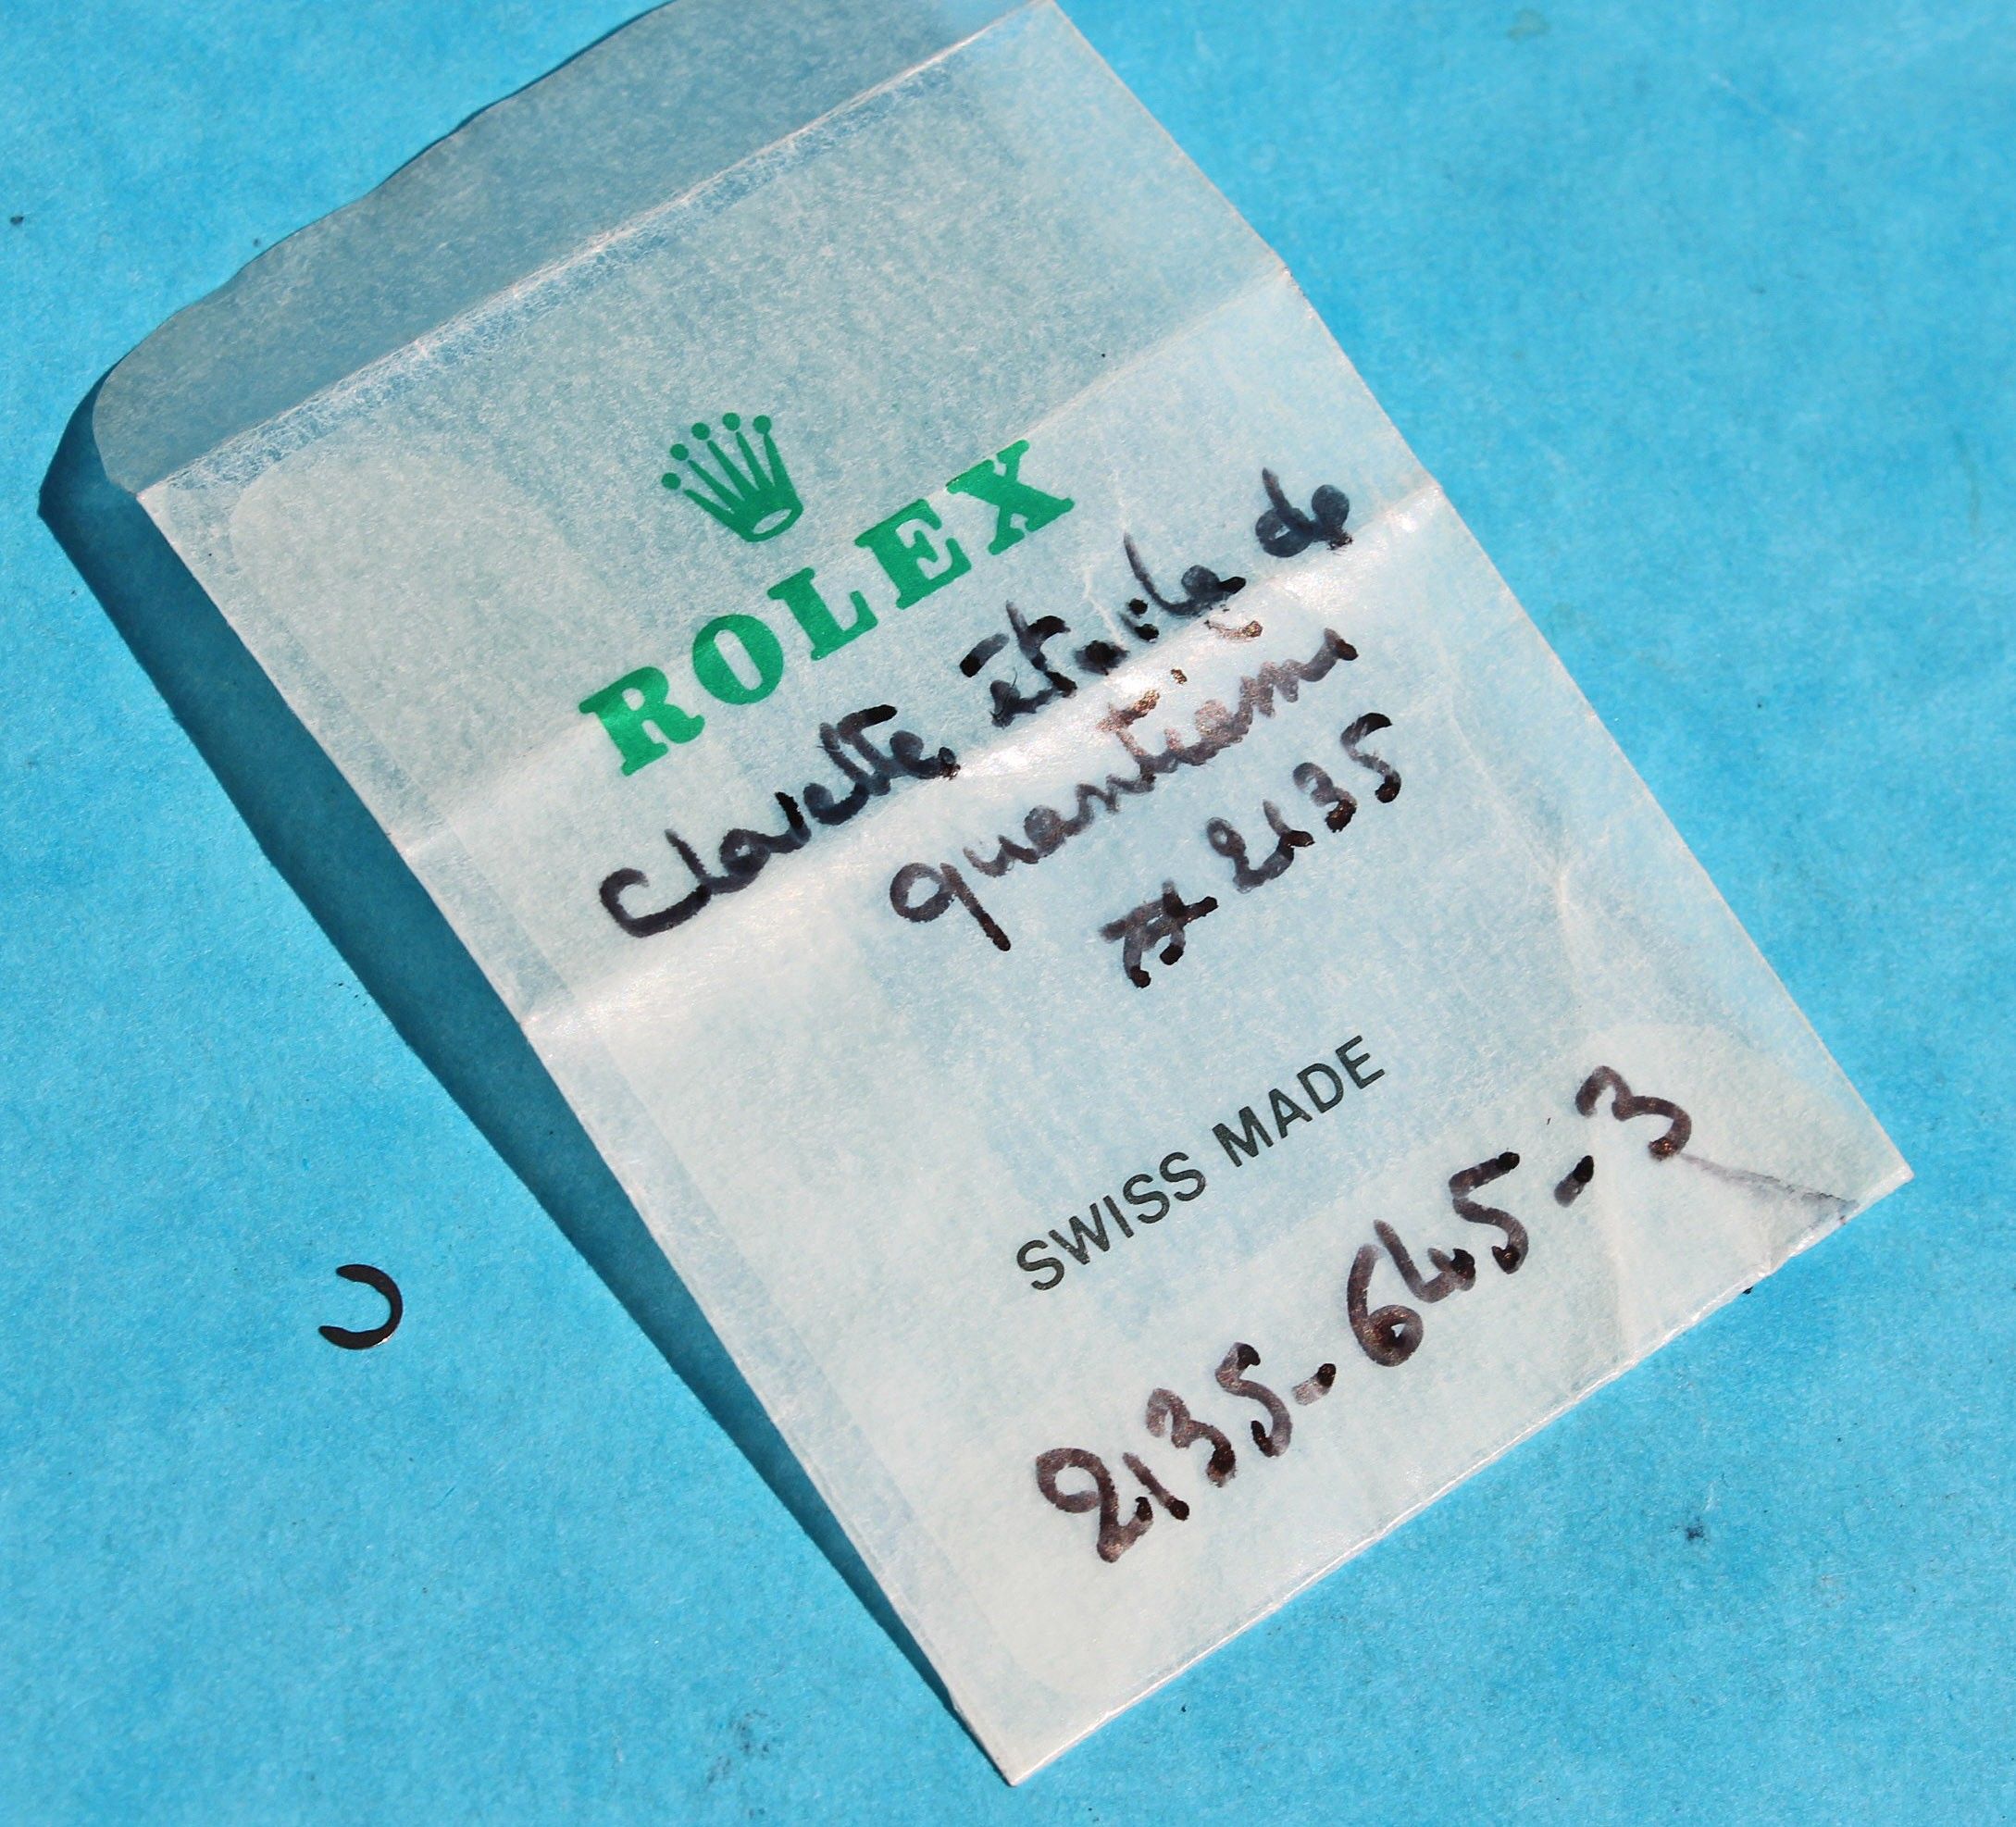 ROLEX
Clavette étoile de
quantième
2135
SWISS MADE
2135-645-3